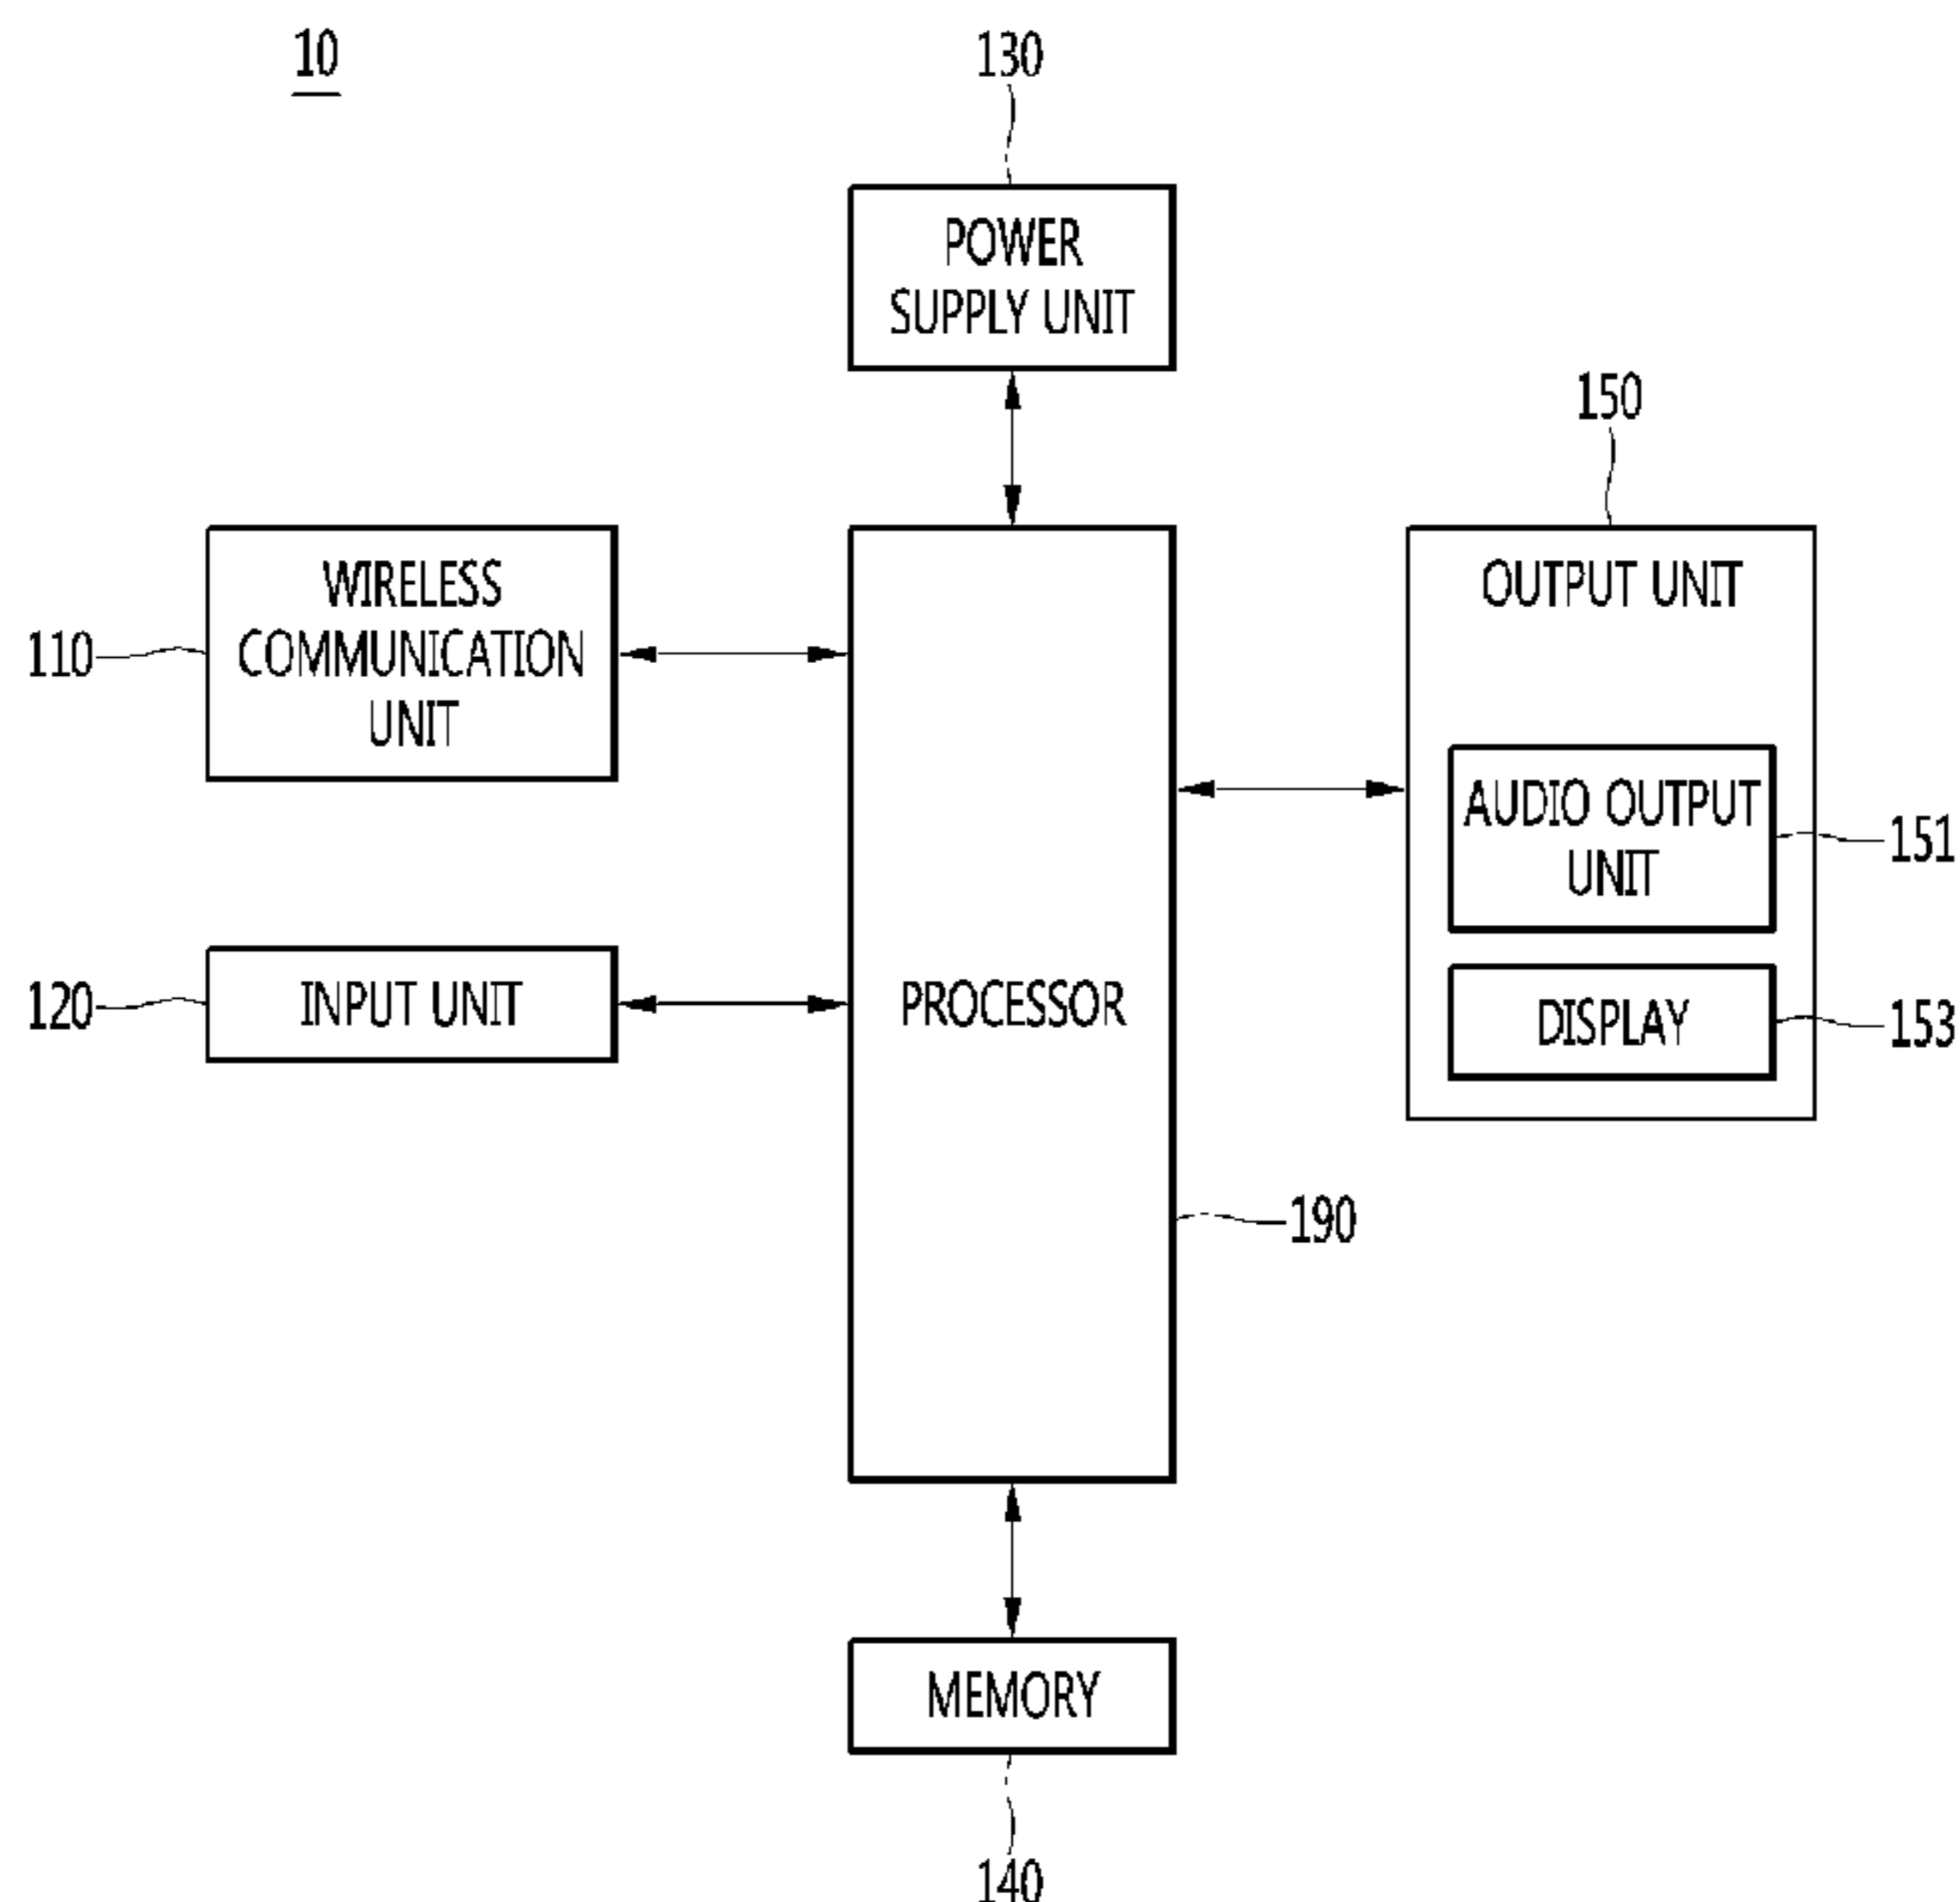 10
130
POWER
SUPPLY UNIT
150
WIRELESS
COMMUNICATION
UNIT
110
OUTPUT UNIT
AUDIO OUTPUT
UNIT
151
120
INPUT UNIT
PROCESSOR
DISPLAY
153
190
MEMORY
140